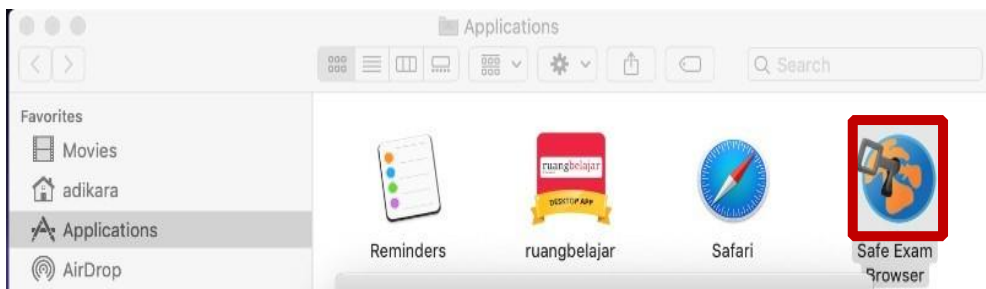 Applications
Search
Favorites
Movies
adikara
Applications
AirDrop
ruangbelajar
DESKTOP APP
Reminders
ruangbelajar
Safari
Safe Exam
Browser